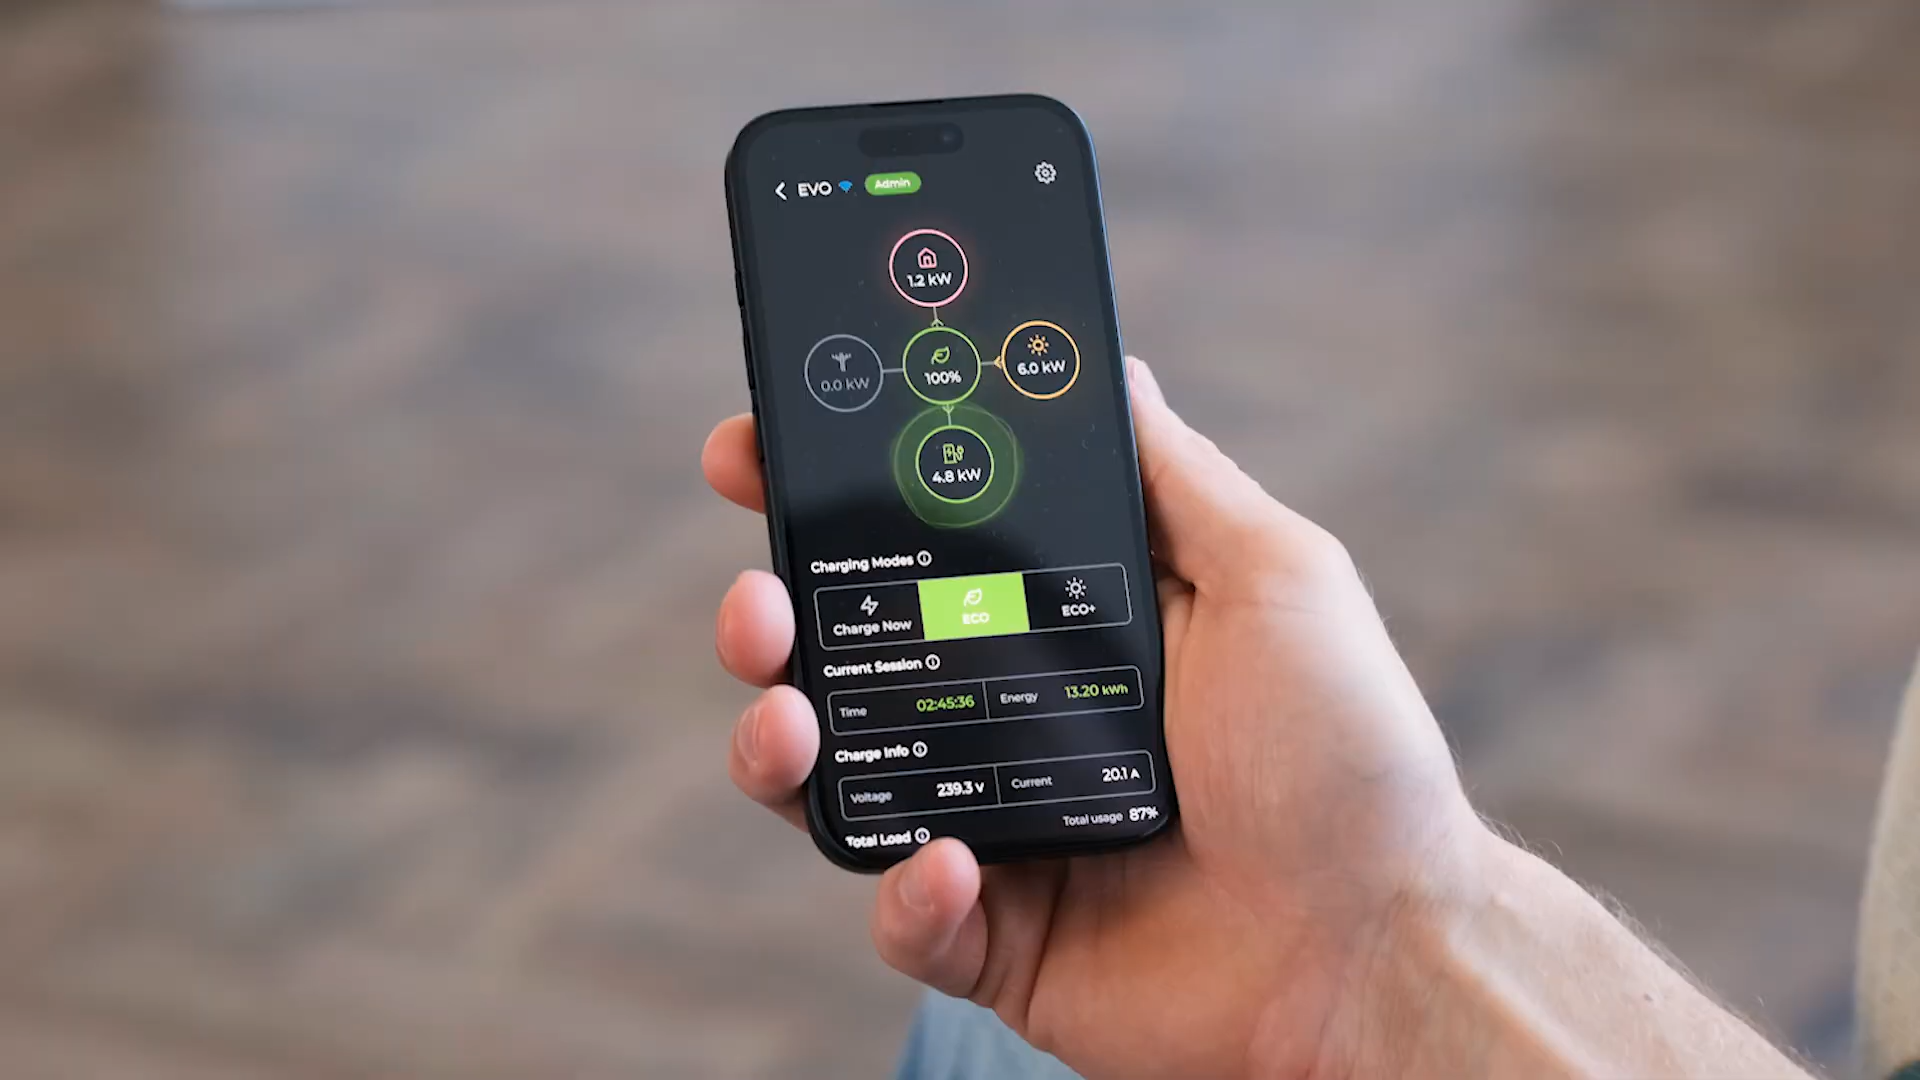 EVO Admin
1.2 kW
0.0 kW
100%
6.0 kW
4.8 kW
Charging Modes
Charge Now
ECO
ECO+
Current Session
Time 02:45:36
Energy 13.20 kWh
Charge Info
Voltage 239.3 V
Current 20.1 A
Total Load
Total usage 87%